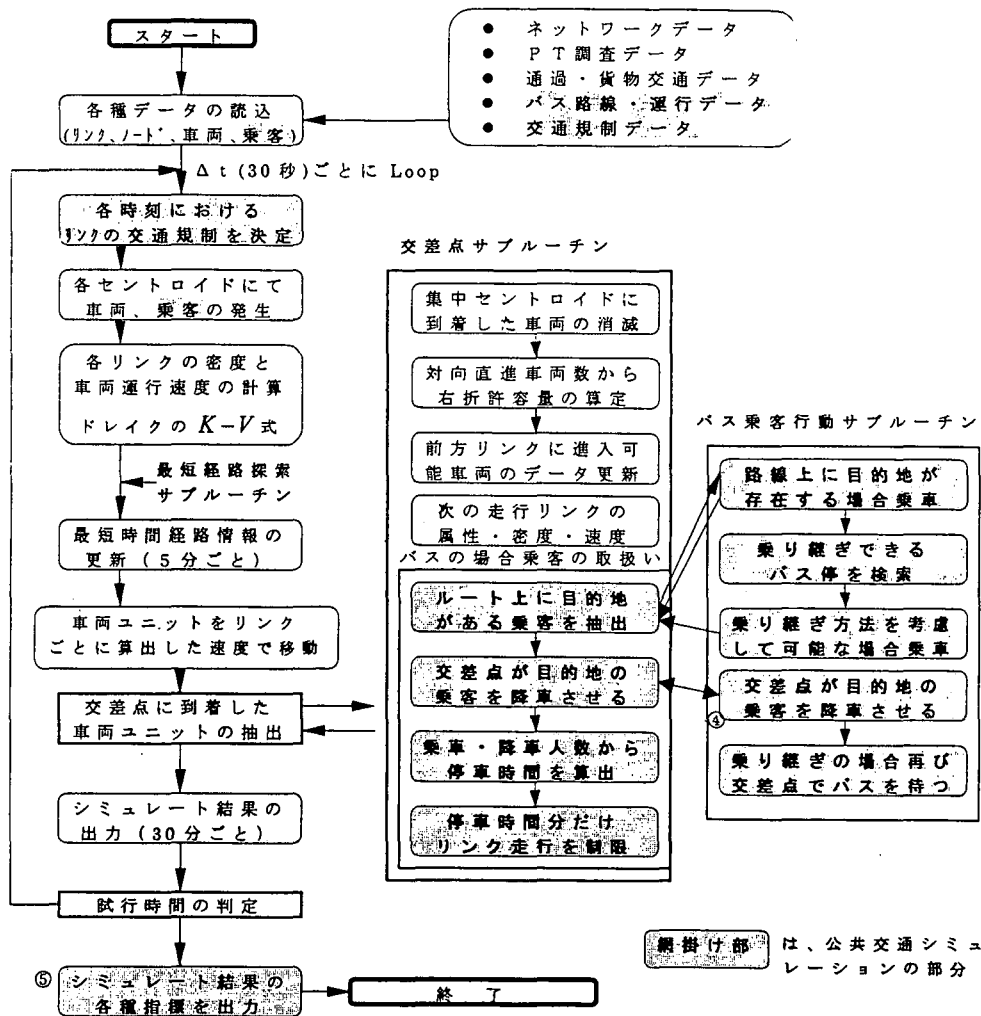 スタート
● ネットワークデータ
● PT調査データ
● 通過・貨物交通データ
● バス路線・運行データ
● 交通規制データ
各種データの読込
(リンク、ノード、車両、乗客)
Δt(30秒)ごとに Loop
各時刻における
リンクの交通規制を決定
各セントロイドにて
車両、乗客の発生
各リンクの密度と
車両運行速度の計算
ドレイクのK-V式
最短経路探索
サブルーチン
最短時間経路情報の
更新(5分ごと)
車両ユニットをリンク
ごとに算出した速度で移動
交差点に到着した
車両ユニットの抽出
シミュレート結果の
出力(30分ごと)
試行時間の判定
⑤
シミュレート結果の
各種指標を出力
終了
交差点サブルーチン
集中セントロイドに
到着した車両の消滅
対向直進車両数から
右折許容量の算定
前方リンクに進入可
能車両のデータ更新
次の走行リンクの
属性・密度・速度
バスの場合乗客の取扱い
ルート上に目的地
がある乗客を抽出
交差点が目的地の
乗客を降車させる
乗車・降車人数から
停車時間を算出
停車時間分だけ
リンク走行を制限
バス乗客行動サブルーチン
路線上に目的地が
存在する場合乗車
乗り継ぎできる
バス停を検索
乗り継ぎ方法を考慮
して可能な場合乗車
交差点が目的地の
乗客を降車させる
④
乗り継ぎの場合再び
交差点でバスを待つ
網掛け部 は、公共交通シミュ
レーションの部分